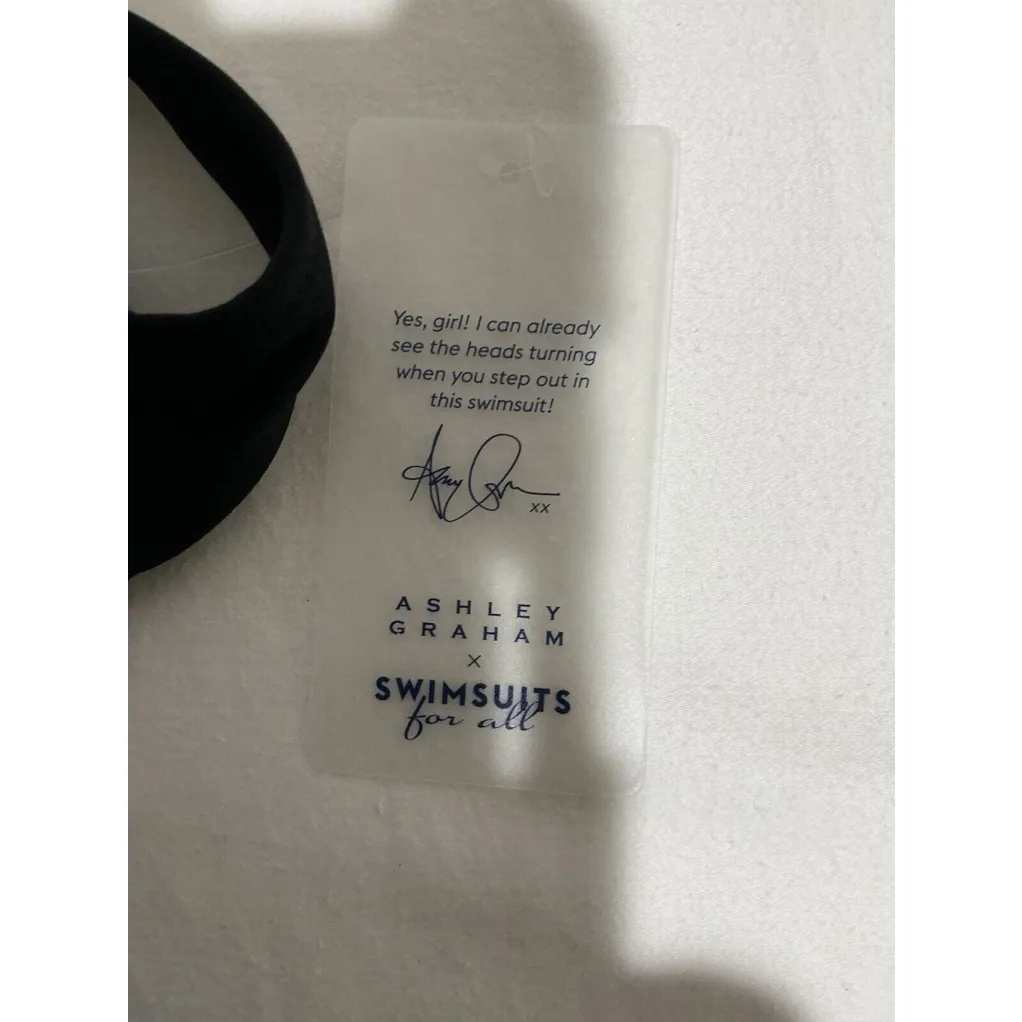 Yes, girl! I can already
see the heads turning
when you step out in
this swimsuit!
xx
ASHLEY
GRAHAM
x
SWIMSUITS
for all